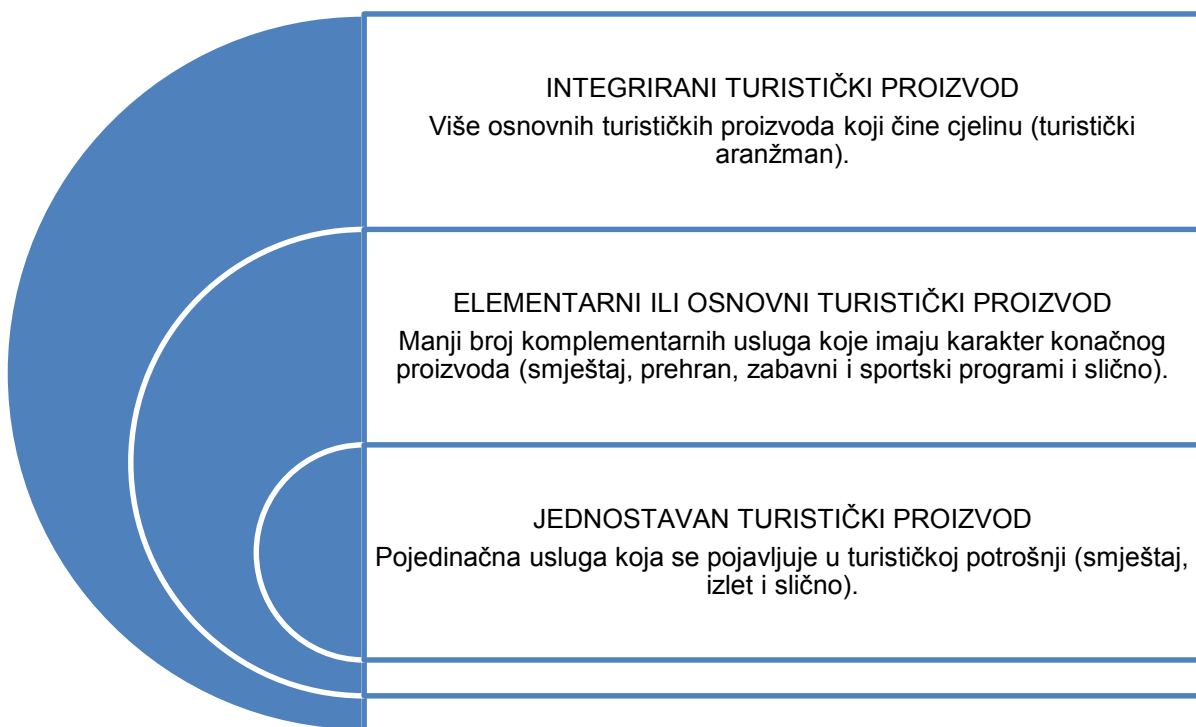 INTEGRIRANI TURISTIČKI PROIZVOD
Više osnovnih turističkih proizvoda koji čine cjelinu (turistički
aranžman).
ELEMENTARNI ILI OSNOVNI TURISTIČKI PROIZVOD
Manji broj komplementarnih usluga koje imaju karakter konačnog
proizvoda (smještaj, prehran, zabavni i sportski programi i slično).
JEDNOSTAVAN TURISTIČKI PROIZVOD
Pojedinačna usluga koja se pojavljuje u turističkoj potrošnji (smještaj,
izlet i slično).